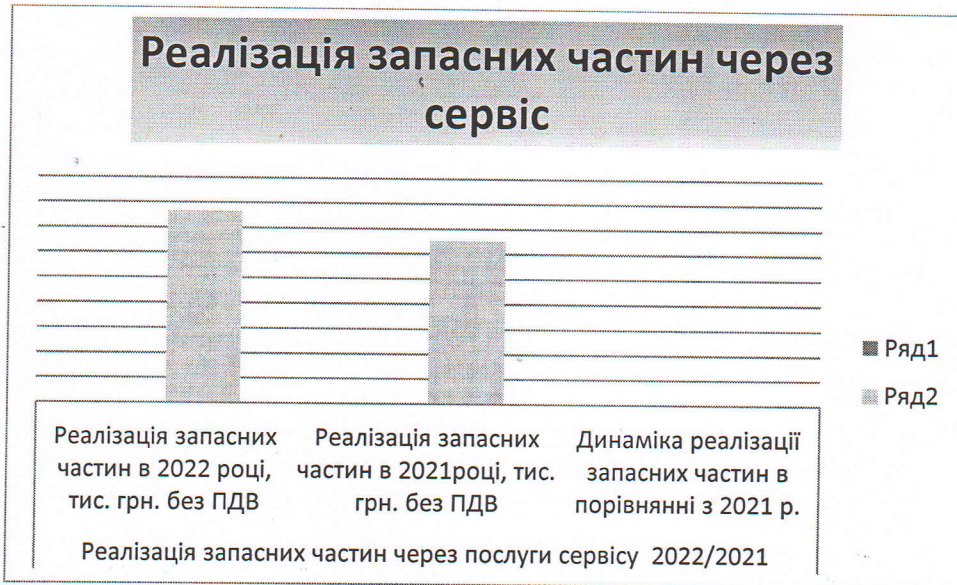 Реалізація запасних частин через
сервіс
Ряд1
Ряд2
Реалізація запасних
частин в 2022 році,
тис. грн. без ПДВ
Реалізація запасних
частин в 2021році, тис.
грн. без ПДВ
Динаміка реалізації
запасних частин в
порівнянні з 2021 р.
Реалізація запасних частин через послуги сервісу 2022/2021